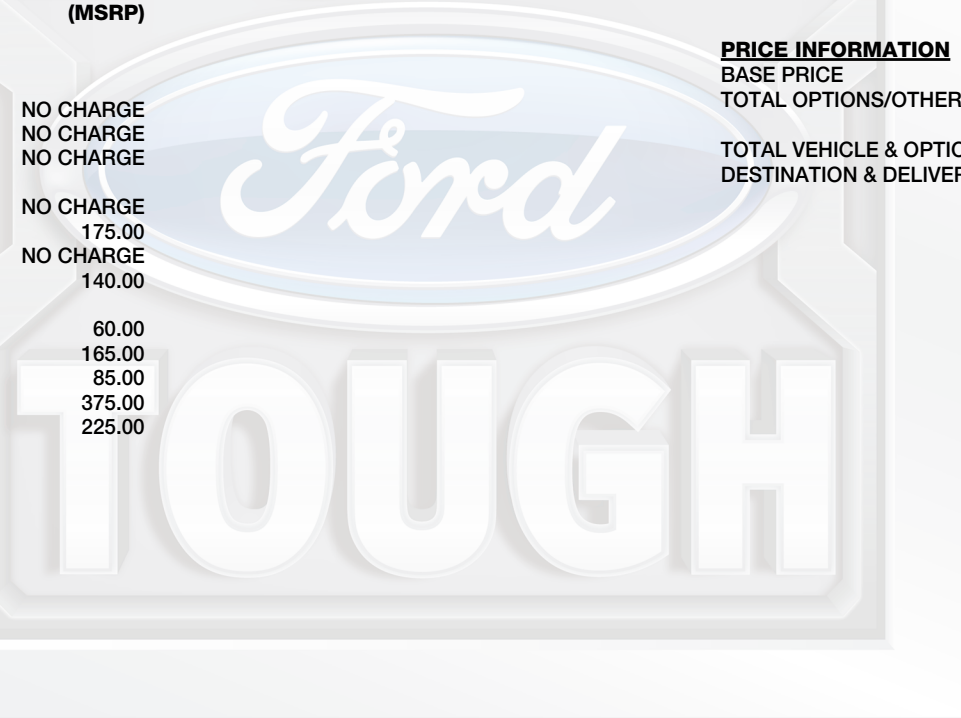 (MSRP)
NO CHARGE
NO CHARGE
NO CHARGE
NO CHARGE
175.00
NO CHARGE
140.00
60.00
165.00
85.00
375.00
225.00
PRICE INFORMATION
BASE PRICE
TOTAL OPTIONS/OTHER
TOTAL VEHICLE & OPTIO
DESTINATION & DELIVER
Ford
TOUGH